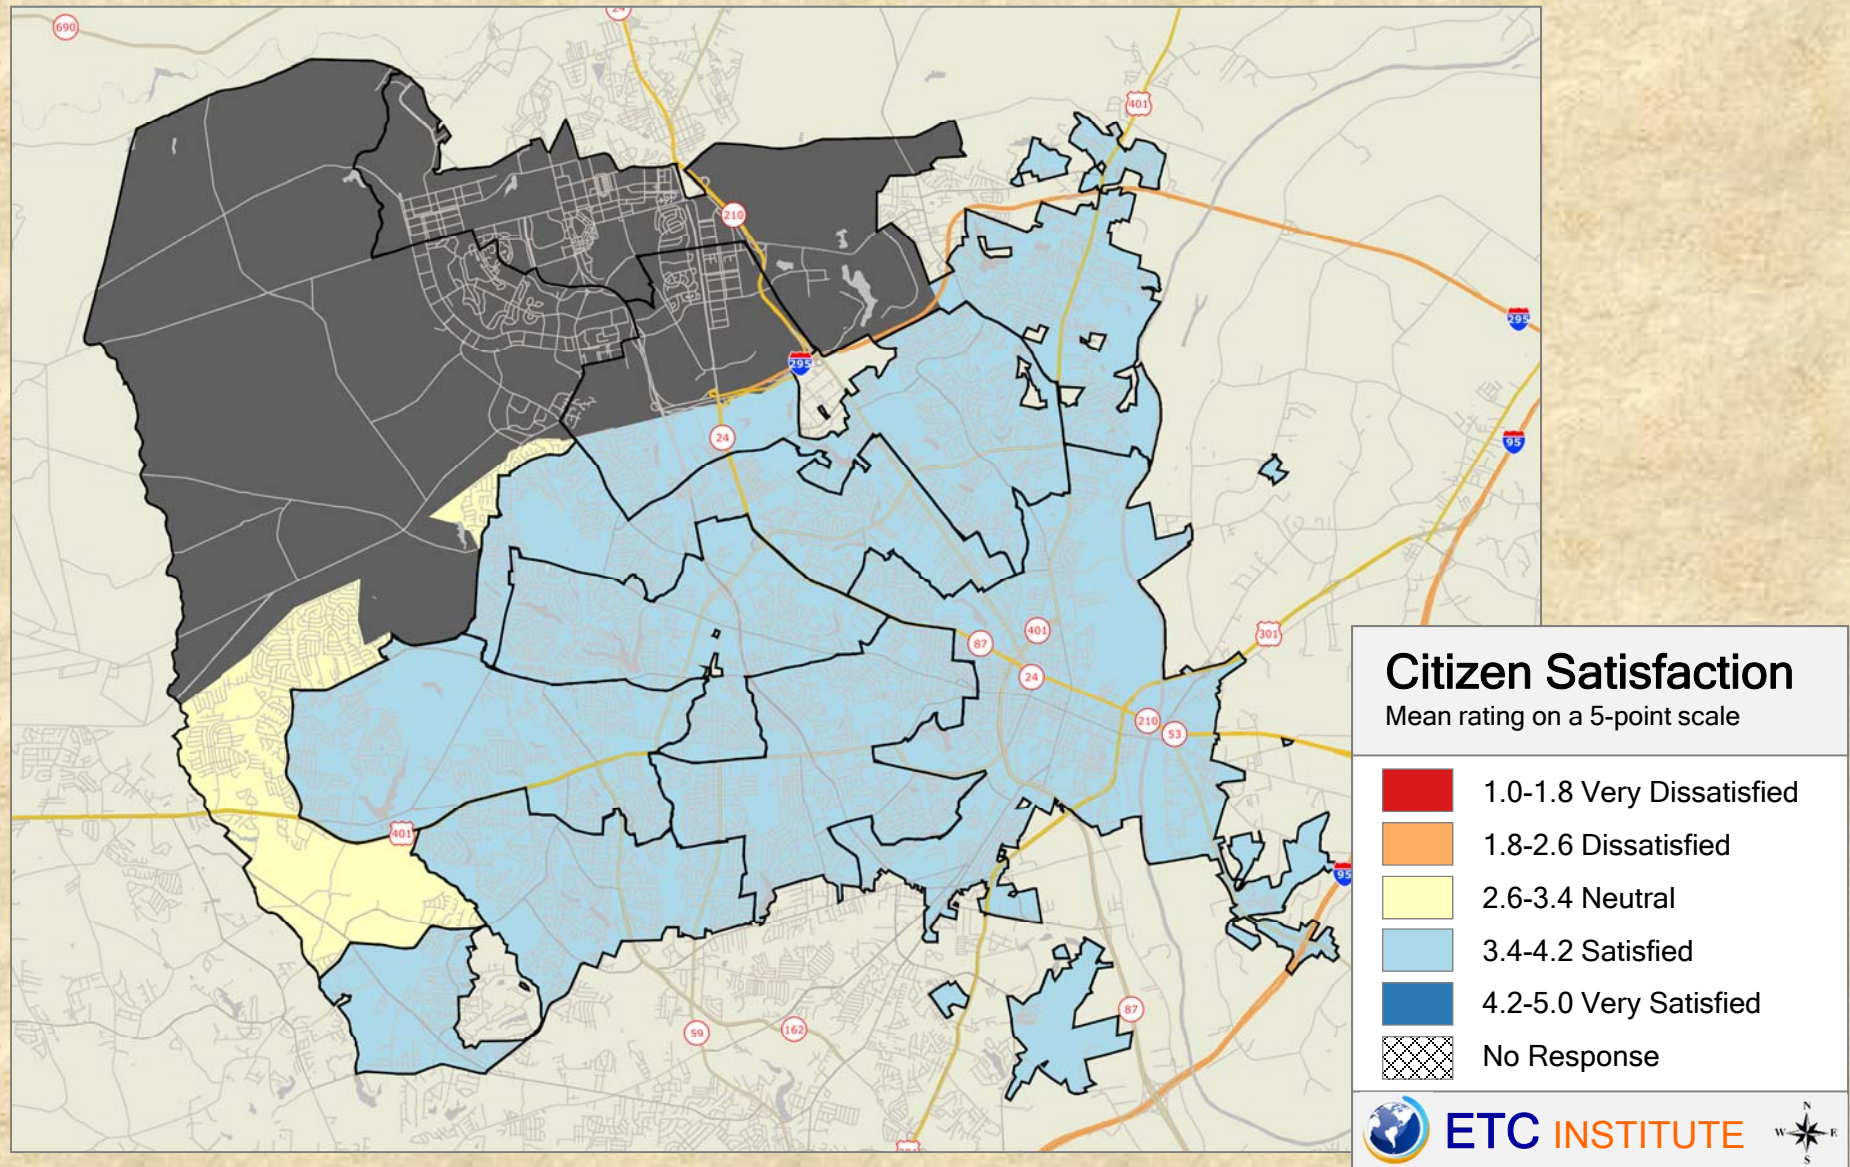 690
24
401
210
295
295
24
95
301
401
87
24
210
53
401
95
87
59
162
Citizen Satisfaction
Mean rating on a 5-point scale
1.0-1.8 Very Dissatisfied
1.8-2.6 Dissatisfied
2.6-3.4 Neutral
3.4-4.2 Satisfied
4.2-5.0 Very Satisfied
No Response
ETC INSTITUTE
N
W E
S